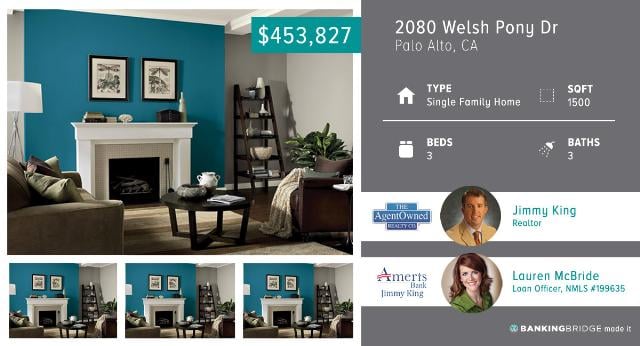 $453,827
2080 Welsh Pony Dr
Palo Alto, CA
TYPE
Single Family Home
SQFT
1500
BEDS
3
BATHS
3
THE
AgentOwned
REALTY CO.
Jimmy King
Realtor
Ameris
Bank
Jimmy King
Lauren McBride
Loan Officer, NMLS #199635
BANKINGBRIDGE made it